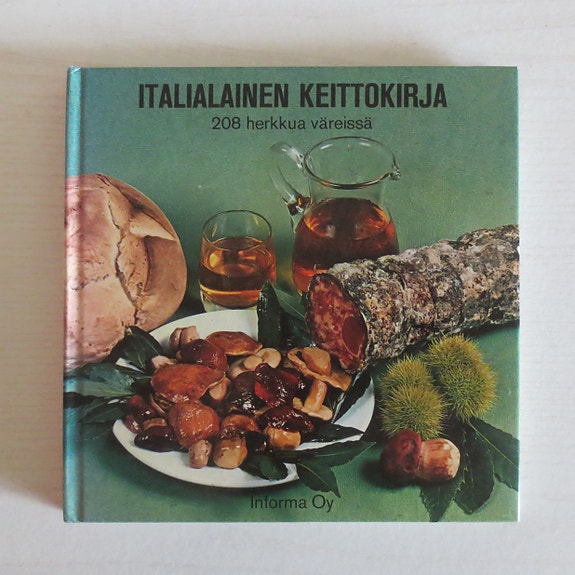 ITALIALAINEN KEITTOKIRJA
208 herkkua väreissä
Informa Oy